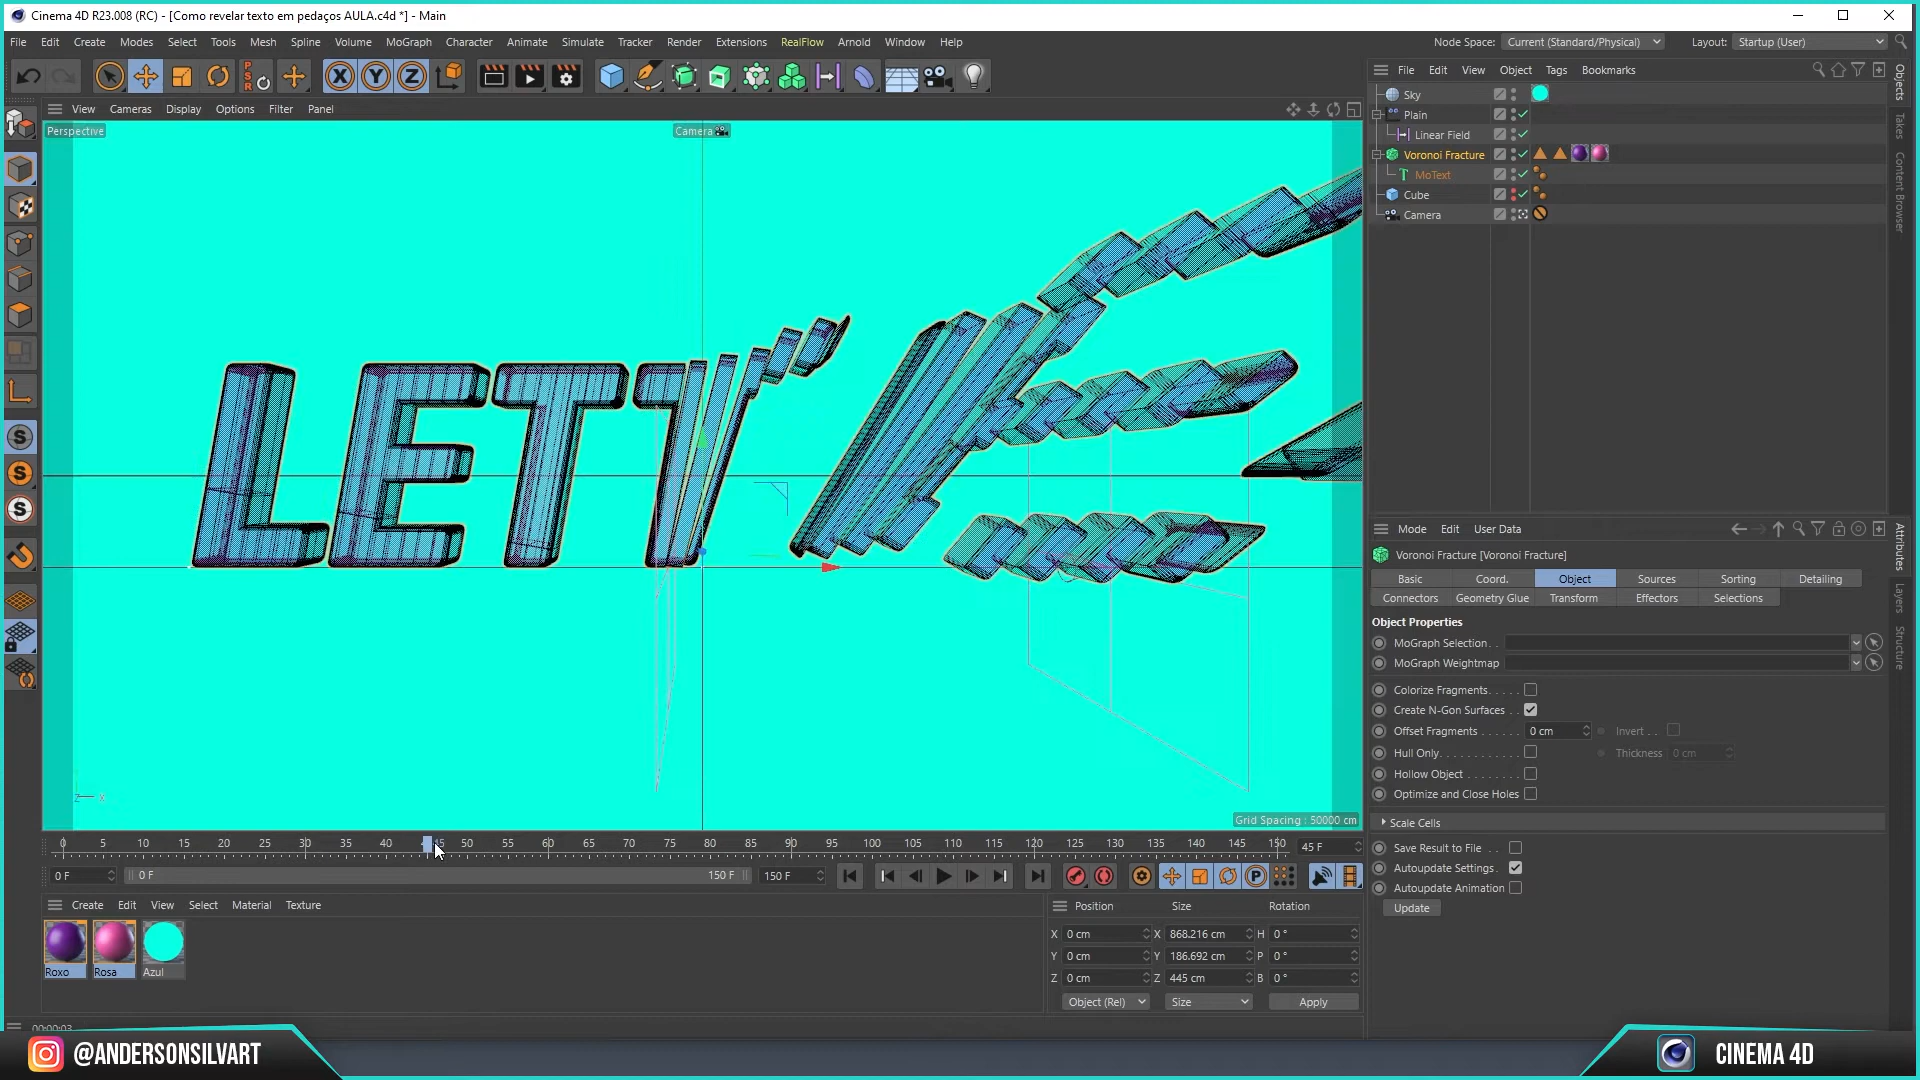 Cinema 4D R23.008 (RC) - [Como revelar texto em pedaços AULA.c4d *] - Main
File Edit Create Modes Select Tools Mesh Spline Volume MoGraph Character Animate Simulate Tracker Render Extensions RealFlow Arnold Window Help
Node Space: Current (Standard/Physical) Layout: Startup (User)
File Edit View Object Tags Bookmarks
View Cameras Display Options Filter Panel
Perspective
Camera
Sky
Plain
Linear Field
Voronoi Fracture
MoText
Cube
Camera
Objects
Takes
Content Browser
LETT
Grid Spacing : 50000 cm
Mode Edit User Data
Voronoi Fracture [Voronoi Fracture]
Basic Coord. Object Sources Sorting Detailing
Connectors Geometry Glue Transform Effectors Selections
Object Properties
MoGraph Selection
MoGraph Weightmap
Colorize Fragments
Create N-Gon Surfaces
Offset Fragments 0 cm Invert
Hull Only Thickness 0 cm
Hollow Object
Optimize and Close Holes
Scale Cells
Save Result to File
Autoupdate Settings
Autoupdate Animation
Update
Attributes
Layers
Structure
0 5 10 15 20 25 30 35 40 45 50 55 60 65 70 75 80 85 90 95 100 105 110 115 120 125 130 135 140 145 150 45 F
0 F 0 F 150 F 150 F
Create Edit View Select Material Texture
Roxo Rosa Azul
Position Size Rotation
X 0 cm X 868.216 cm H 0 °
Y 0 cm Y 186.692 cm P 0 °
Z 0 cm Z 445 cm B 0 °
Object (Rel) Size Apply
00:00:03
@ANDERSONSILVART
CINEMA 4D